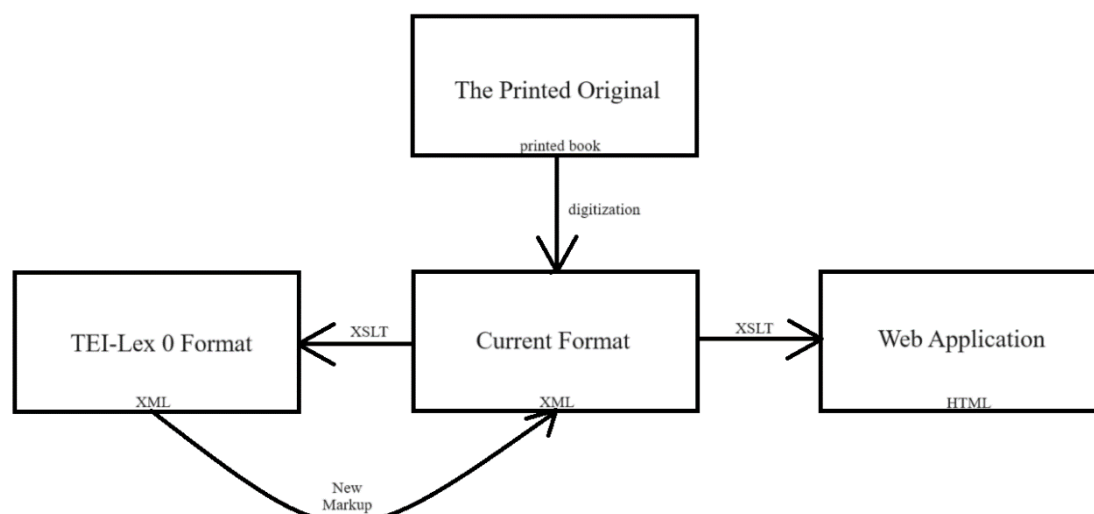 The Printed Original
printed book
digitization
TEI-Lex 0 Format
XML
XSLT
Current Format
XML
XSLT
Web Application
HTML
New
Markup